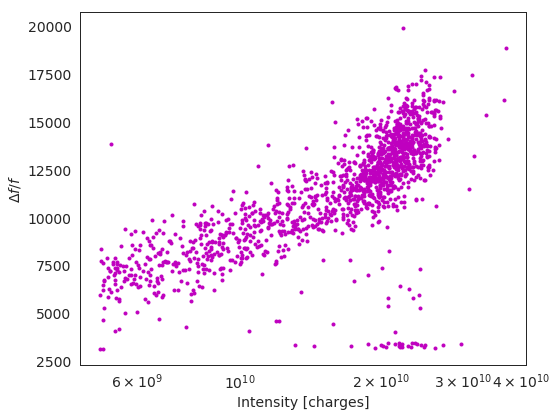 20000
17500
15000
12500
10000
7500
5000
2500
Δf/f
6 × 10⁹ 10¹⁰ 2 × 10¹⁰ 3 × 10¹⁰ 4 × 10¹⁰
Intensity [charges]